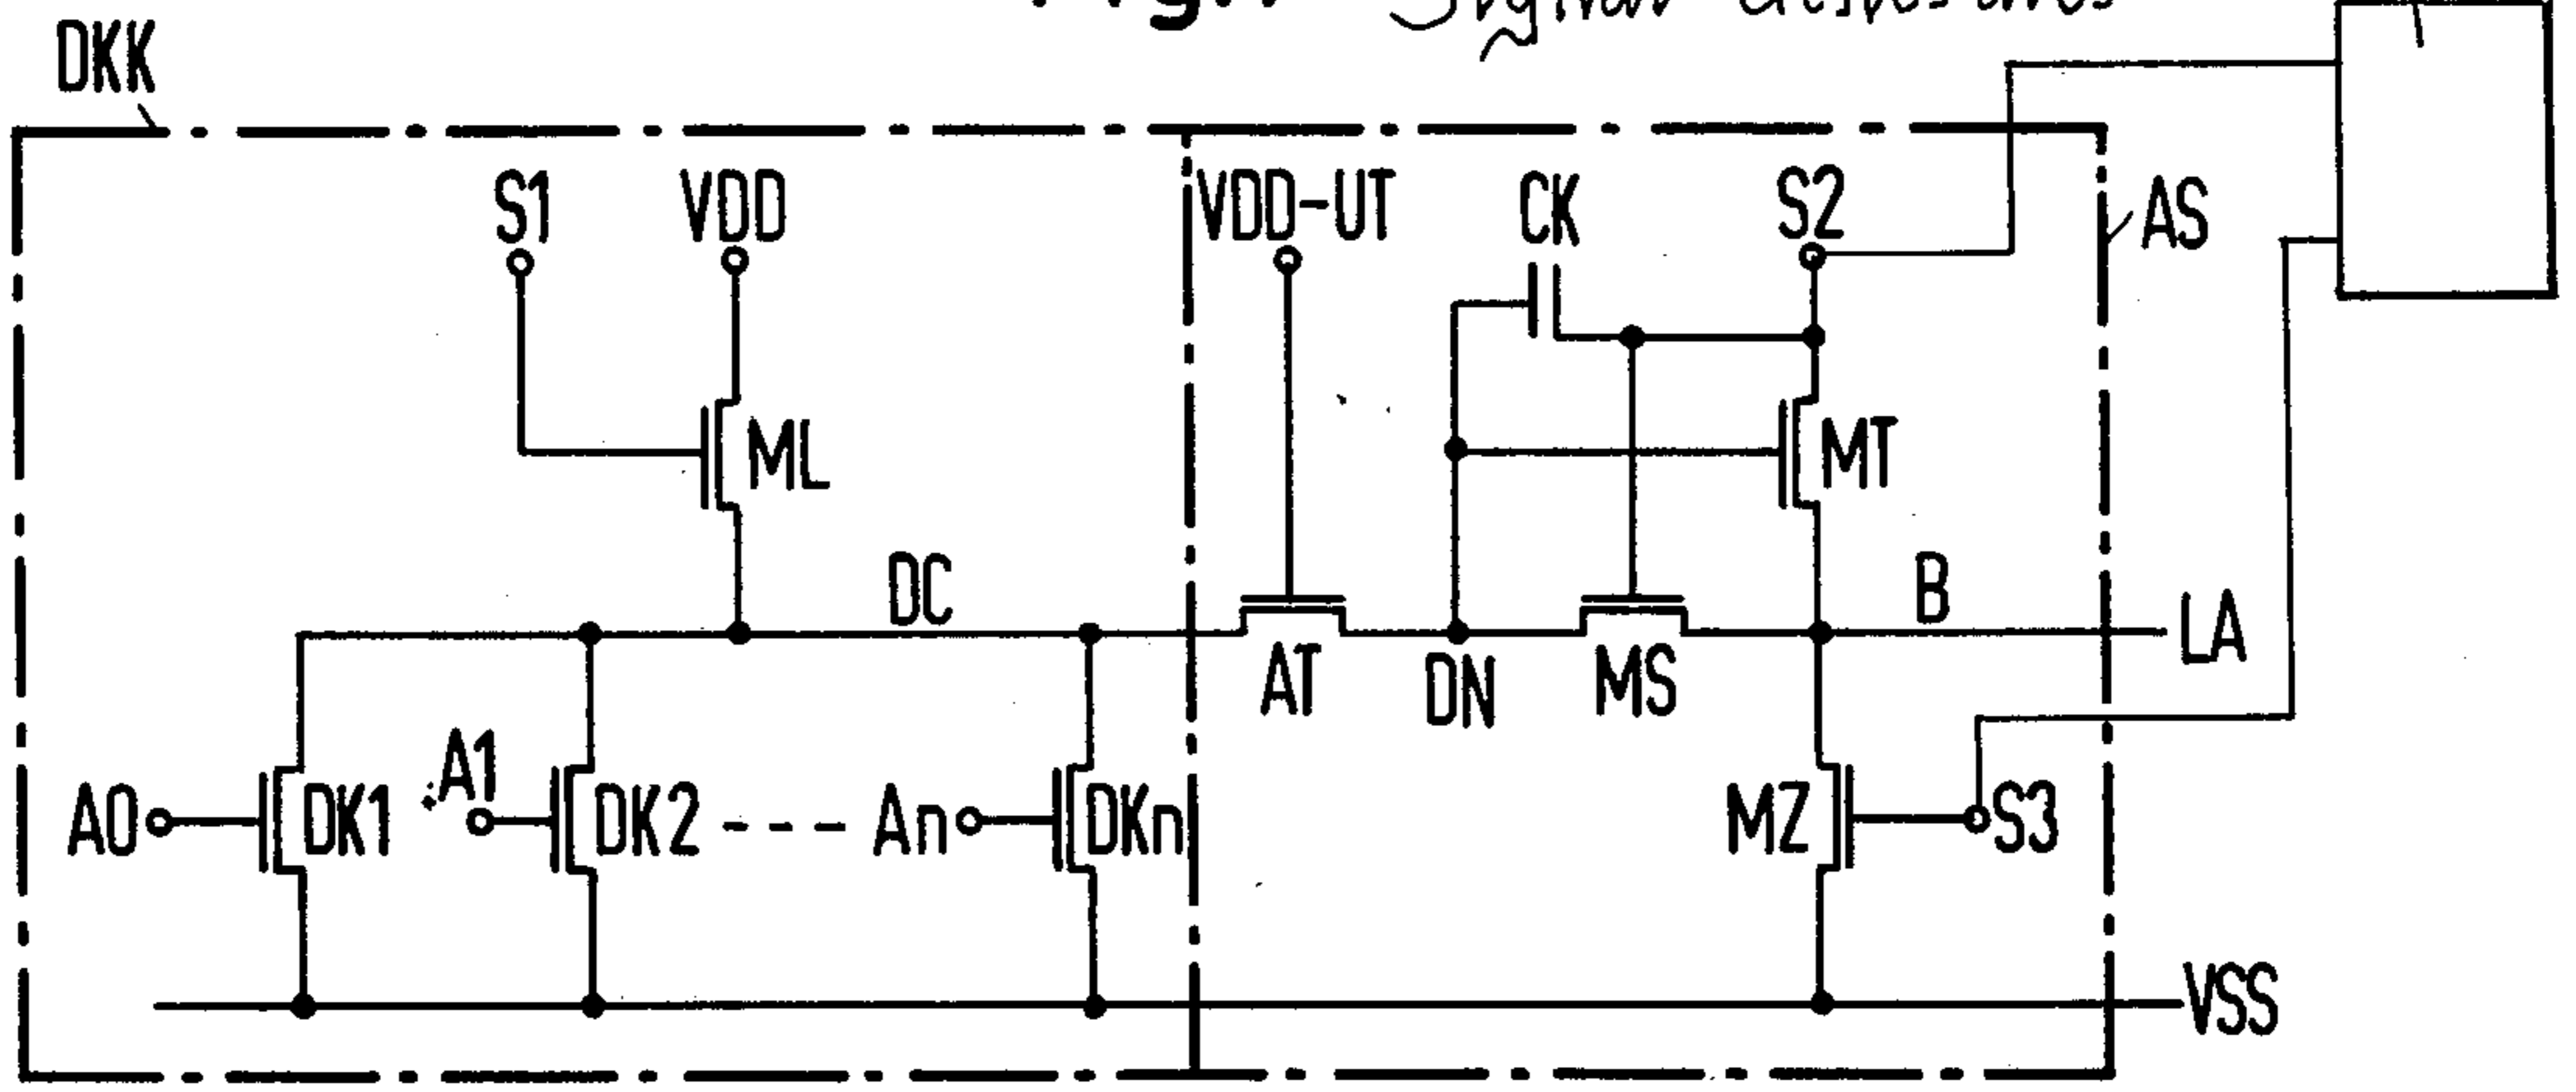 DKK
S1 VDD VDD-UT CK S2 AS
ML MT
DC B
LA
AT DN MS
A0 DK1 A1 DK2 --- An DKn MZ S3
VSS